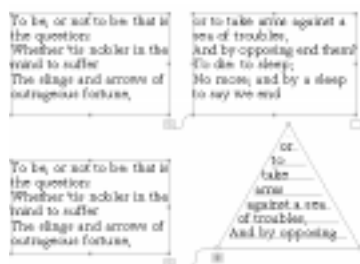 To be, or not to be: that is
the question:
Whether 'tis nobler in the
mind to suffer
The slings and arrows of
outrageous fortune,
or to take arms against a
sea of troubles,
And by opposing end them?
To die: to sleep;
No more; and by a sleep
to say we end
To be, or not to be: that is
the question:
Whether 'tis nobler in the
mind to suffer
The slings and arrows of
outrageous fortune,
or
to
take
arms
against a sea
of troubles,
And by opposing